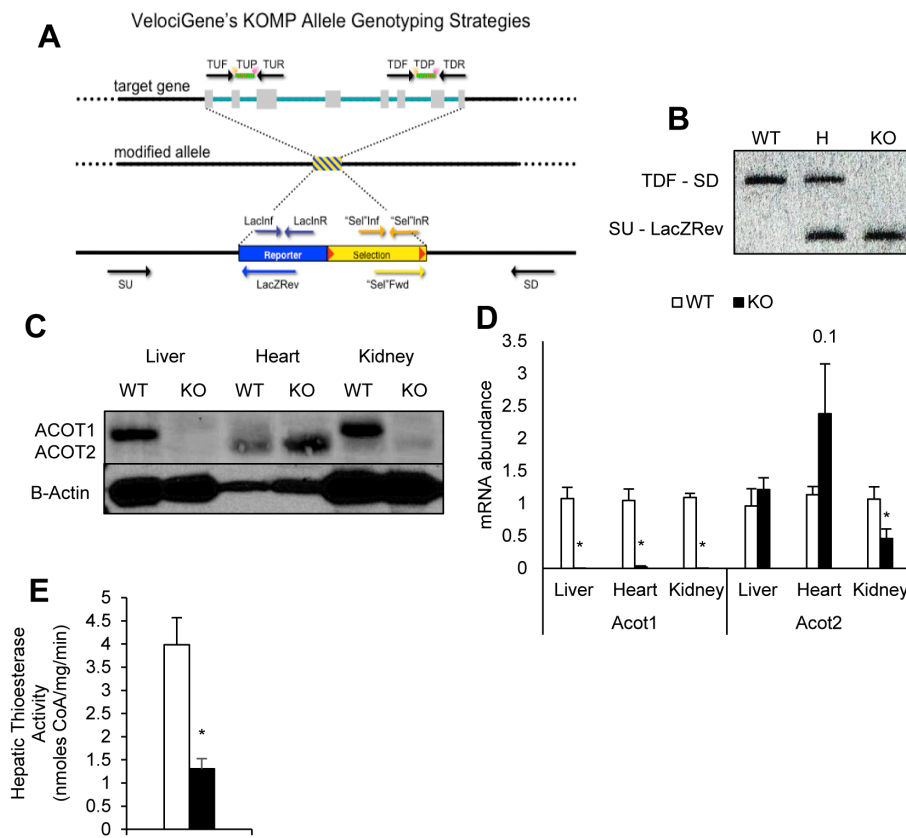 VelociGene's KOMP Allele Genotyping Strategies
A
TUF TUP TUR TDF TDP TDR
target gene
modified allele
LacInf LacInR "Sel"Inf "Sel"InR
Reporter Selection
SU LacZRev "Sel"Fwd SD
B
WT H KO
TDF - SD
SU - LacZRev
C
Liver Heart Kidney
WT KO WT KO WT KO
ACOT1
ACOT2
B-Actin
D
WT KO
mRNA abundance
3.5
3
2.5
2
1.5
1
0.5
0
0.1
* * * *
Liver Heart Kidney Liver Heart Kidney
Acot1 Acot2
E
Hepatic Thioesterase
Activity
(nmoles CoA/mg/min)
5
4.5
4
3.5
3
2.5
2
1.5
1
0.5
0
*